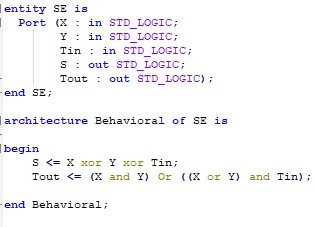 entity SE is
Port (X : in STD_LOGIC;
Y : in STD_LOGIC;
Tin : in STD_LOGIC;
S : out STD_LOGIC;
Tout : out STD_LOGIC);
end SE;
architecture Behavioral of SE is
begin
S <= X xor Y xor Tin;
Tout <= (X and Y) Or ((X or Y) and Tin);
end Behavioral;